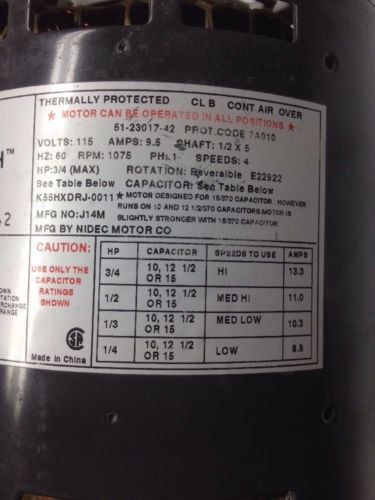 THERMALLY PROTECTED CL B CONT AIR OVER
★ MOTOR CAN BE OPERATED IN ALL POSITIONS ★
51-23017-42 PROT.CODE 7A010
VOLTS: 115 AMPS: 9.5 SHAFT: 1/2 X 5
HZ: 60 RPM: 1075 PH: 1 SPEEDS: 4
HP:3/4 (MAX) ROTATION: Reversible E22922
See Table Below CAPACITOR: See Table Below
K55HXDRJ-0011 ★ MOTOR DESIGNED FOR 15/370 CAPACITOR. HOWEVER
RUNS ON 10 AND 12 1/2/370 CAPACITORS.MOTOR IS
MFG NO:J14M SLIGHTLY STRONGER WITH 15/370 CAPACITOR.
MFG BY NIDEC MOTOR CO
H™
2
CAUTION:
USE ONLY THE
CAPACITOR
RATINGS
SHOWN
Made in China
HP CAPACITOR SPEEDS TO USE AMPS
3/4 10, 12 1/2 OR 15 HI 13.3
1/2 10, 12 1/2 OR 15 MED HI 11.0
1/3 10, 12 1/2 OR 15 MED LOW 10.3
1/4 10, 12 1/2 OR 15 LOW
OWN
TATION
ERCHANGE
RANGE